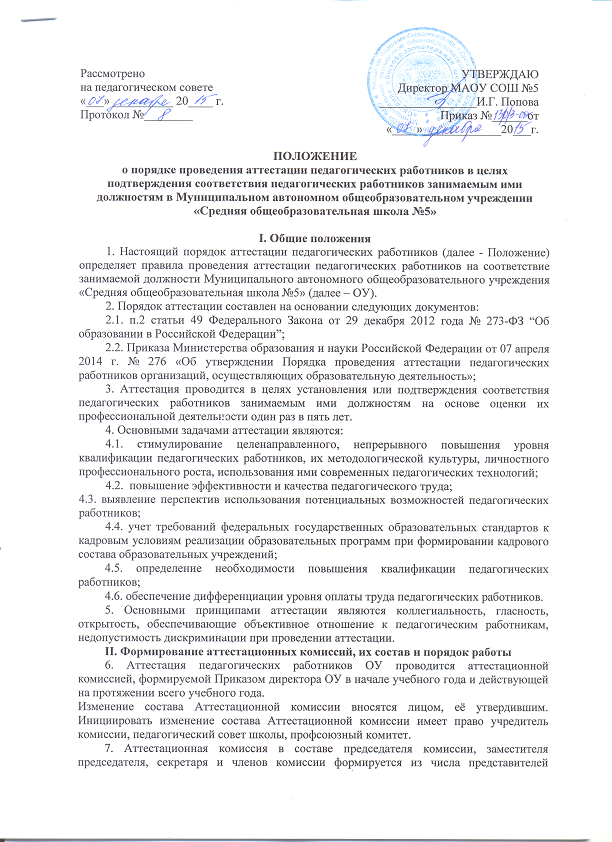 Рассмотрено
на педагогическом совете
«07» декабря 2015 г.
Протокол № 8
УТВЕРЖДАЮ
Директор МАОУ СОШ №5
И.Г. Попова
Приказ № от
« » декабря 2015г.
ПОЛОЖЕНИЕ
о порядке проведения аттестации педагогических работников в целях
подтверждения соответствия педагогических работников занимаемым ими
должностям в Муниципальном автономном общеобразовательном учреждении
«Средняя общеобразовательная школа №5»
I. Общие положения
1. Настоящий порядок аттестации педагогических работников (далее - Положение)
определяет правила проведения аттестации педагогических работников на соответствие
занимаемой должности Муниципального автономного общеобразовательного учреждения
«Средняя общеобразовательная школа №5» (далее – ОУ).
2. Порядок аттестации составлен на основании следующих документов:
2.1. п.2 статьи 49 Федерального Закона от 29 декабря 2012 года № 273-ФЗ “Об
образовании в Российской Федерации”;
2.2. Приказа Министерства образования и науки Российской Федерации от 07 апреля
2014 г. № 276 «Об утверждении Порядка проведения аттестации педагогических
работников организаций, осуществляющих образовательную деятельность»;
3. Аттестация проводится в целях установления или подтверждения соответствия
педагогических работников занимаемым ими должностям на основе оценки их
профессиональной деятельности один раз в пять лет.
4. Основными задачами аттестации являются:
4.1. стимулирование целенаправленного, непрерывного повышения уровня
квалификации педагогических работников, их методологической культуры, личностного
профессионального роста, использования ими современных педагогических технологий;
4.2. повышение эффективности и качества педагогического труда;
4.3. выявление перспектив использования потенциальных возможностей педагогических
работников;
4.4. учет требований федеральных государственных образовательных стандартов к
кадровым условиям реализации образовательных программ при формировании кадрового
состава образовательных учреждений;
4.5. определение необходимости повышения квалификации педагогических
работников;
4.6. обеспечение дифференциации уровня оплаты труда педагогических работников.
5. Основными принципами аттестации являются коллегиальность, гласность,
открытость, обеспечивающие объективное отношение к педагогическим работникам,
недопустимость дискриминации при проведении аттестации.
II. Формирование аттестационных комиссий, их состав и порядок работы
6. Аттестация педагогических работников ОУ проводится аттестационной
комиссией, формируемой Приказом директора ОУ в начале учебного года и действующей
на протяжении всего учебного года.
Изменение состава Аттестационной комиссии вносятся лицом, её утвердившим.
Инициировать изменение состава Аттестационной комиссии имеет право учредитель
комиссии, педагогический совет школы, профсоюзный комитет.
7. Аттестационная комиссия в составе председателя комиссии, заместителя
председателя, секретаря и членов комиссии формируется из числа представителей